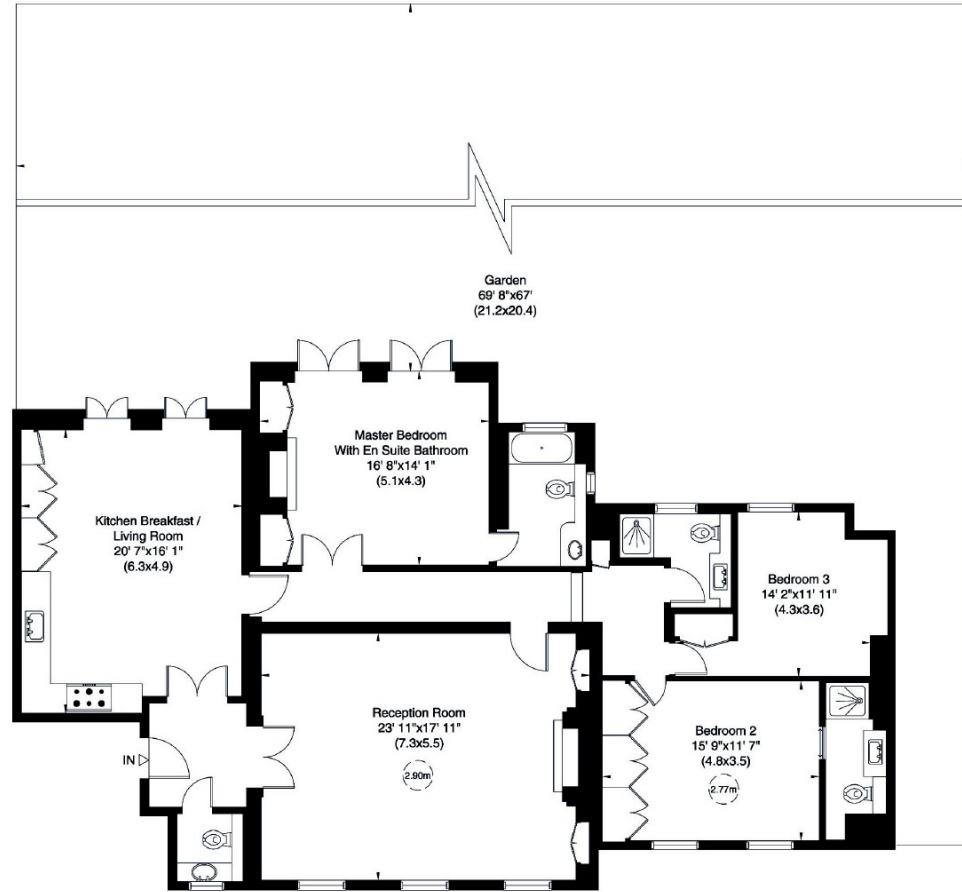 Garden
69' 8"x67'
(21.2x20.4)
Master Bedroom
With En Suite Bathroom
16' 8"x14' 1"
(5.1x4.3)
Kitchen Breakfast /
Living Room
20' 7"x16' 1"
(6.3x4.9)
Bedroom 3
14' 2"x11' 11"
(4.3x3.6)
Reception Room
23' 11"x17' 11"
(7.3x5.5)
2.90m
Bedroom 2
15' 9"x11' 7"
(4.8x3.5)
2.77m
IN